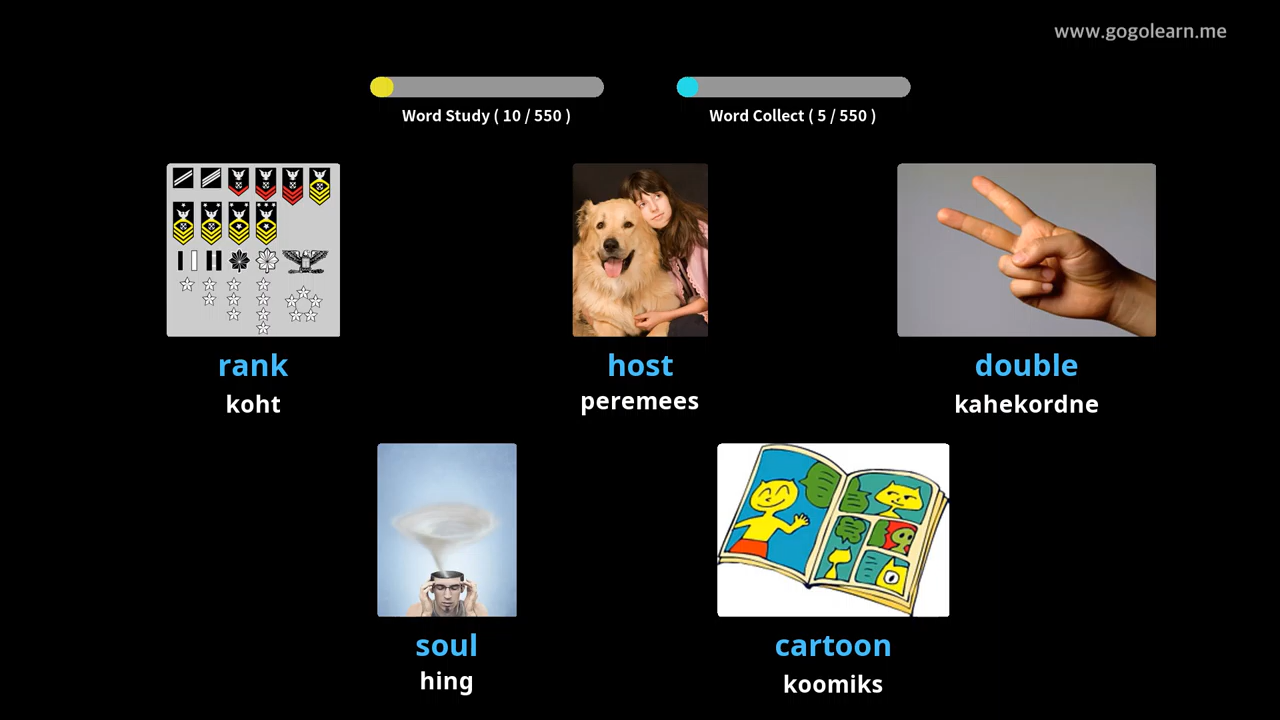 www.gogolearn.me
Word Study ( 10 / 550 )
Word Collect ( 5 / 550 )
rank
koht
host
peremees
double
kahekordne
soul
hing
cartoon
koomiks